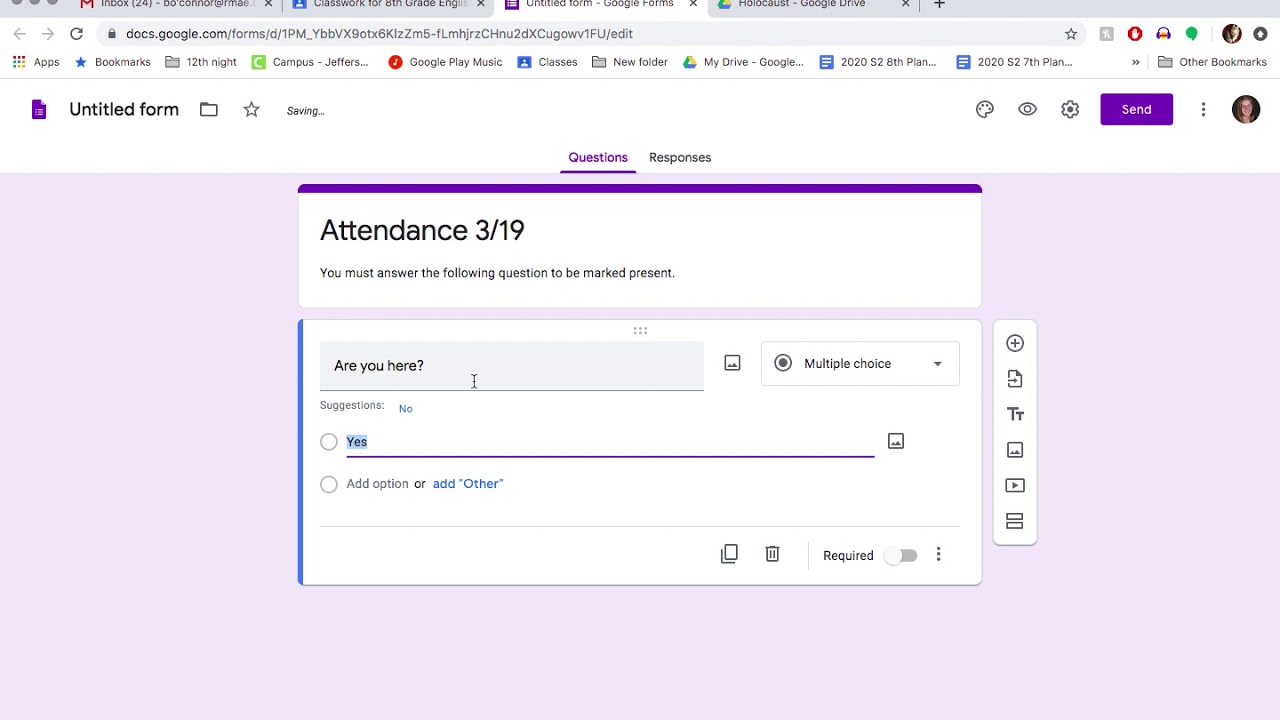 Inbox (24) - bo'connor@rmae.c
Classwork for 8th Grade Englis
Untitled form - Google Forms
Holocaust - Google Drive
docs.google.com/forms/d/1PM_YbbVX9otx6KIzZm5-fLmhjrzCHnu2dXCugowv1FU/edit
Apps
Bookmarks
12th night
Campus - Jeffers...
Google Play Music
Classes
New folder
My Drive - Google...
2020 S2 8th Plan...
2020 S2 7th Plan...
»
Other Bookmarks
Untitled form
Saving...
Send
Questions
Responses
Attendance 3/19
You must answer the following question to be marked present.
Are you here?
Multiple choice
Suggestions: No
Yes
Add option or add "Other"
Required